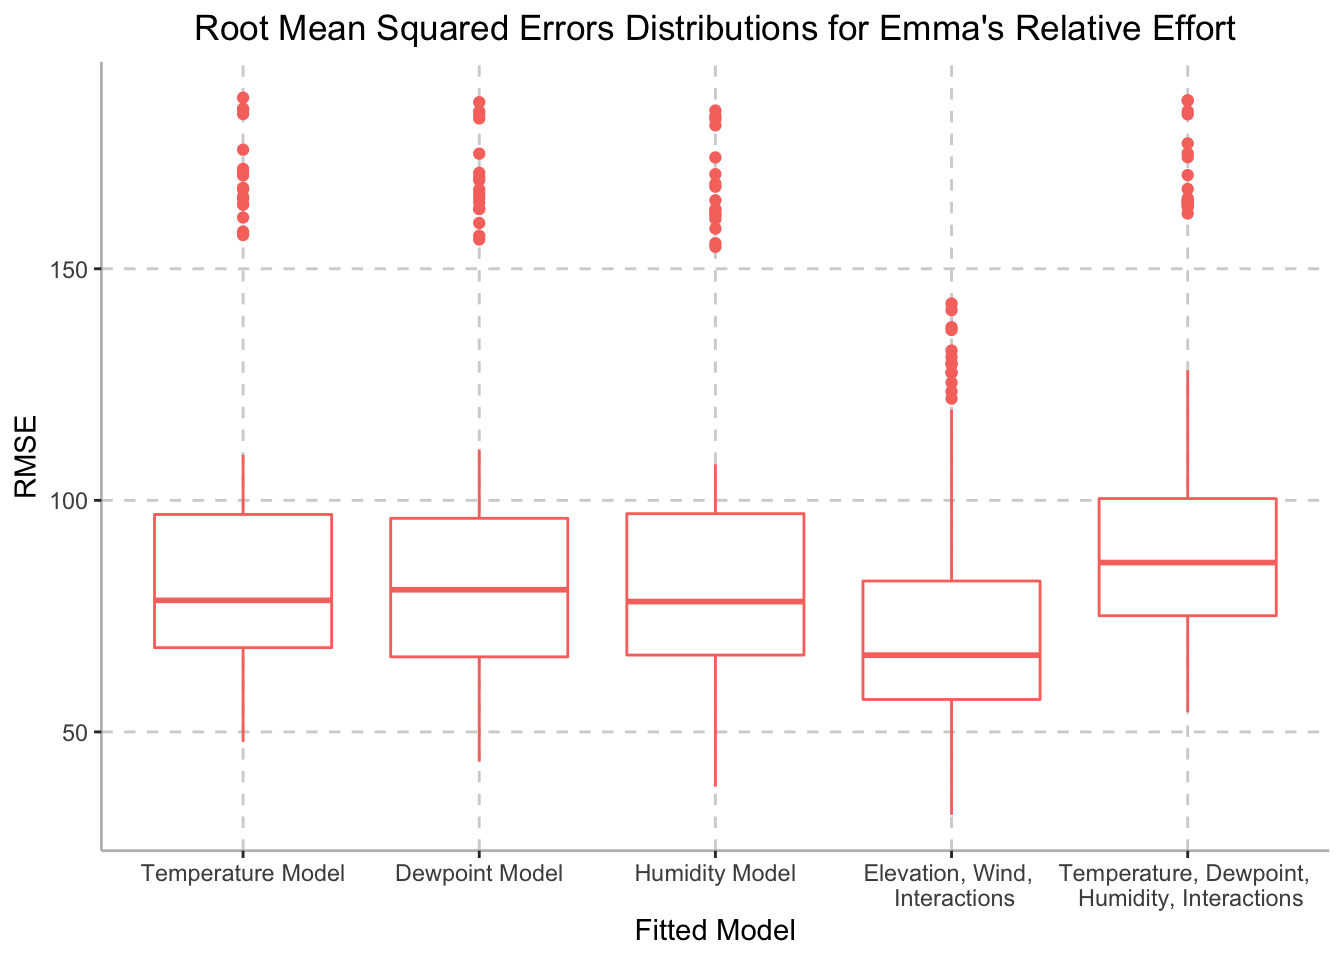 Root Mean Squared Errors Distributions for Emma's Relative Effort
RMSE
150
100
50
Temperature Model
Dewpoint Model
Humidity Model
Elevation, Wind,
Interactions
Temperature, Dewpoint,
Humidity, Interactions
Fitted Model